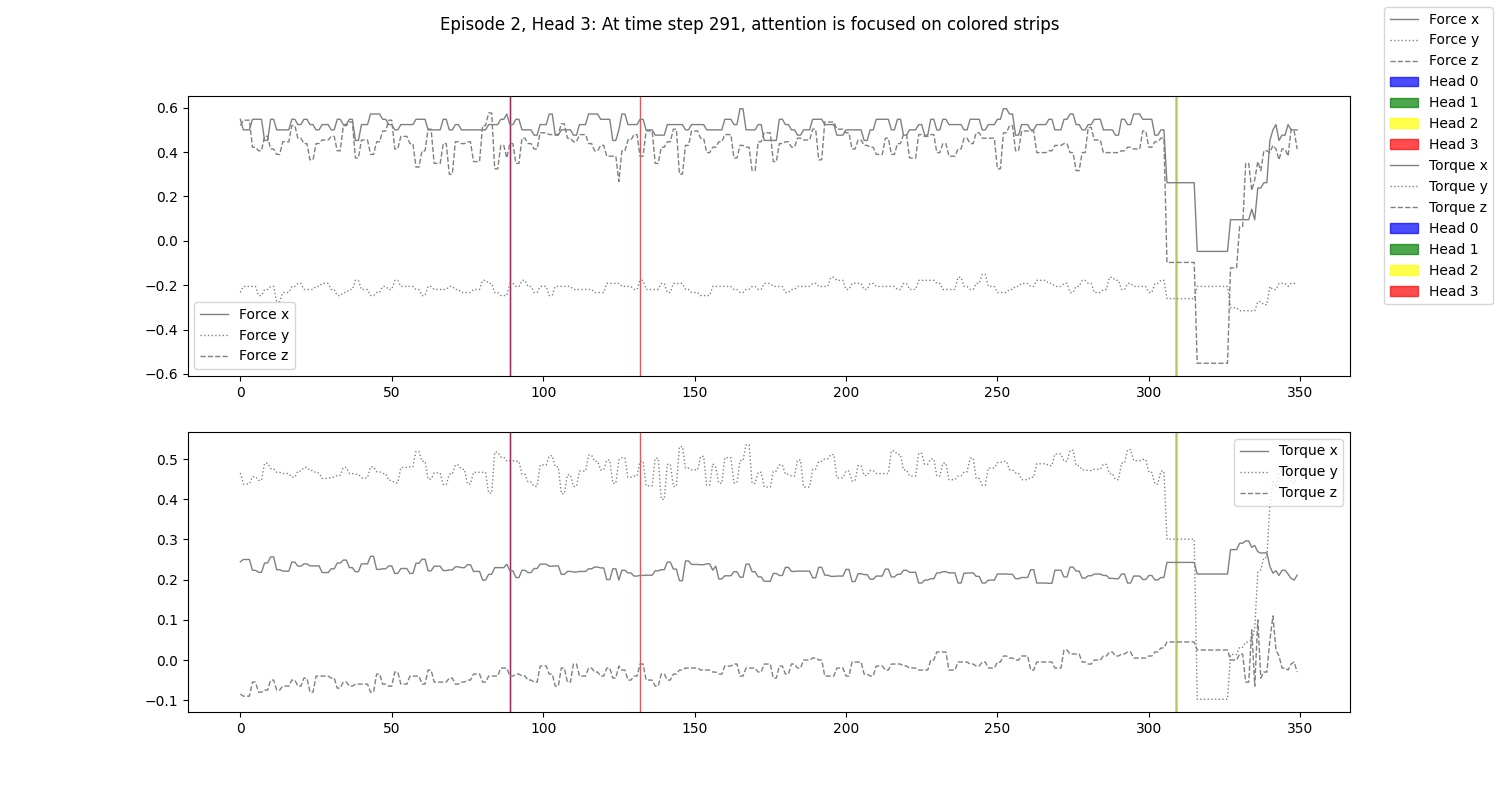 Episode 2, Head 3: At time step 291, attention is focused on colored strips
Force x
Force y
Force z
Head 0
Head 1
Head 2
Head 3
Torque x
Torque y
Torque z
Head 0
Head 1
Head 2
Head 3
0.6
0.4
0.2
0.0
−0.2
−0.4
−0.6
Force x
Force y
Force z
0 50 100 150 200 250 300 350
0.5
0.4
0.3
0.2
0.1
0.0
−0.1
Torque x
Torque y
Torque z
0 50 100 150 200 250 300 350